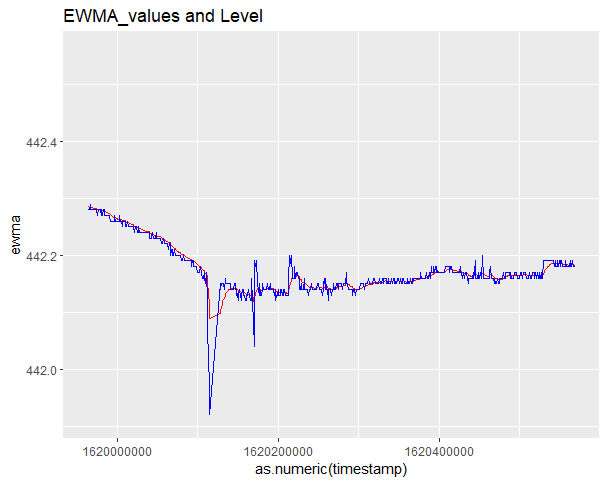 EWMA_values and Level
442.4
442.2
442.0
ewma
1620000000 1620200000 1620400000
as.numeric(timestamp)